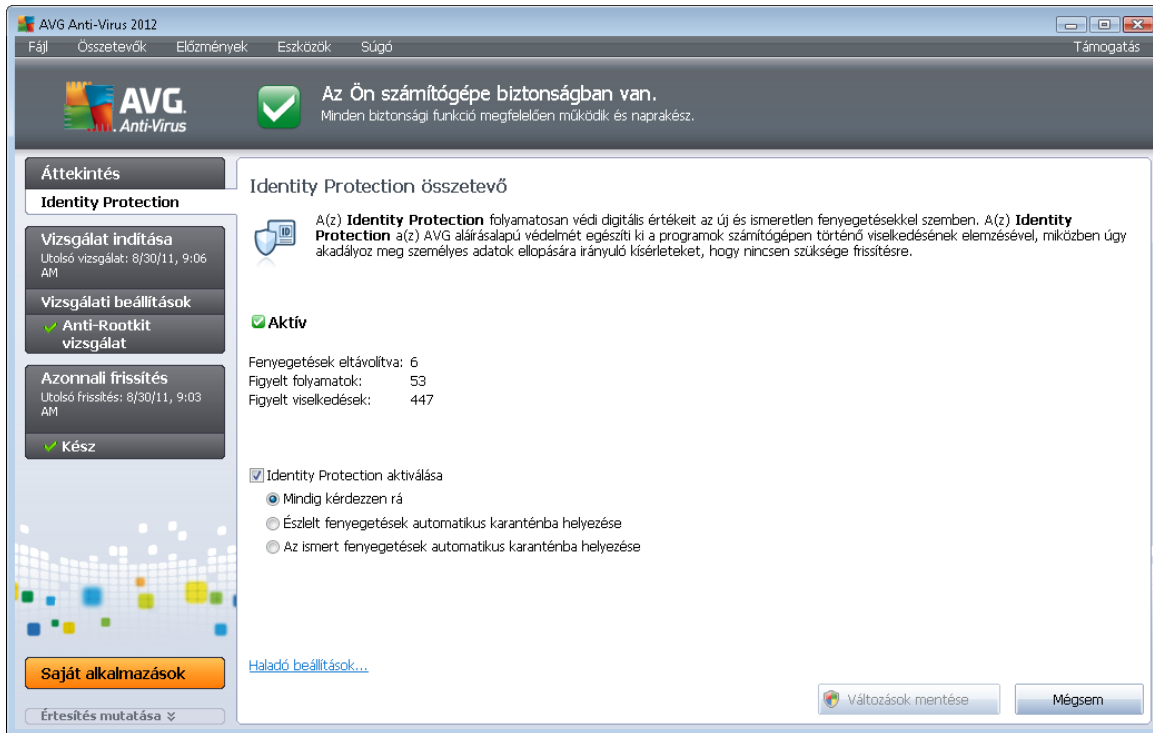 AVG Anti-Virus 2012
Fájl Összetevők Előzmények Eszközök Súgó Támogatás
AVG.
Anti-Virus
Az Ön számítógépe biztonságban van.
Minden biztonsági funkció megfelelően működik és naprakész.
Áttekintés
Identity Protection
Vizsgálat indítása
Utolsó vizsgálat: 8/30/11, 9:06
AM
Vizsgálati beállítások
Anti-Rootkit
vizsgálat
Azonnali frissítés
Utolsó frissítés: 8/30/11, 9:03
AM
Kész
Saját alkalmazások
Értesítés mutatása
Identity Protection összetevő
A(z) Identity Protection folyamatosan védi digitális értékeit az új és ismeretlen fenyegetésekkel szemben. A(z) Identity
Protection a(z) AVG aláírásalapú védelmét egészíti ki a programok számítógépen történő viselkedésének elemzésével, miközben úgy
akadályoz meg személyes adatok ellopására irányuló kísérleteket, hogy nincsen szüksége frissítésre.
Aktív
Fenyegetések eltávolítva: 6
Figyelt folyamatok: 53
Figyelt viselkedések: 447
Identity Protection aktiválása
Mindig kérdezzen rá
Észlelt fenyegetések automatikus karanténba helyezése
Az ismert fenyegetések automatikus karanténba helyezése
Haladó beállítások...
Változások mentése
Mégsem